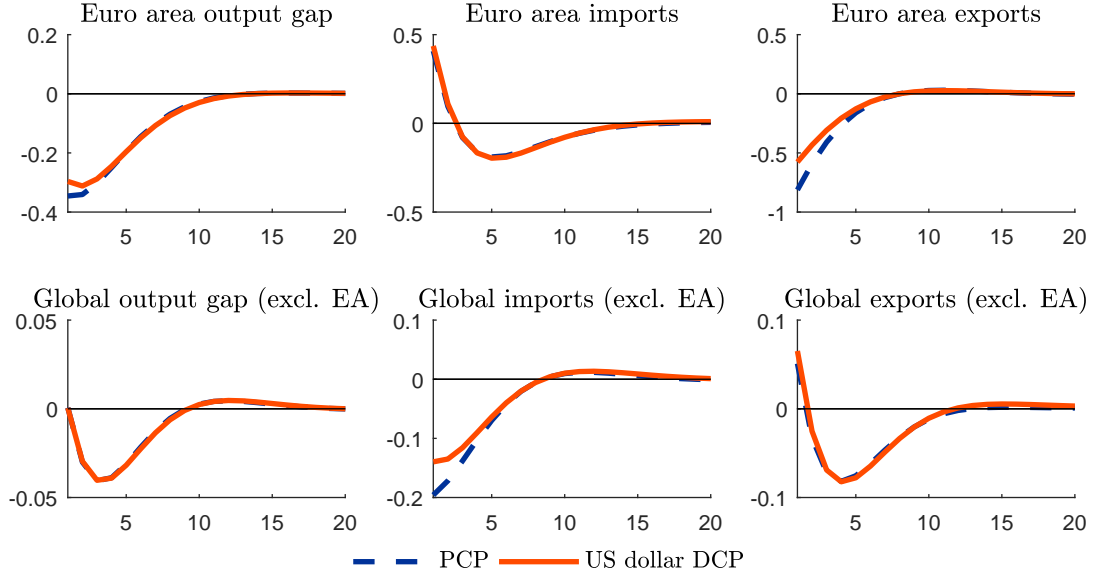 Euro area output gap
0.2
0
-0.2
-0.4
5 10 15 20
Euro area imports
0.5
0
-0.5
5 10 15 20
Euro area exports
0.5
0
-0.5
-1
5 10 15 20
Global output gap (excl. EA)
0.05
0
-0.05
5 10 15 20
Global imports (excl. EA)
0.1
0
-0.1
-0.2
5 10 15 20
Global exports (excl. EA)
0.1
0
-0.1
5 10 15 20
PCP US dollar DCP